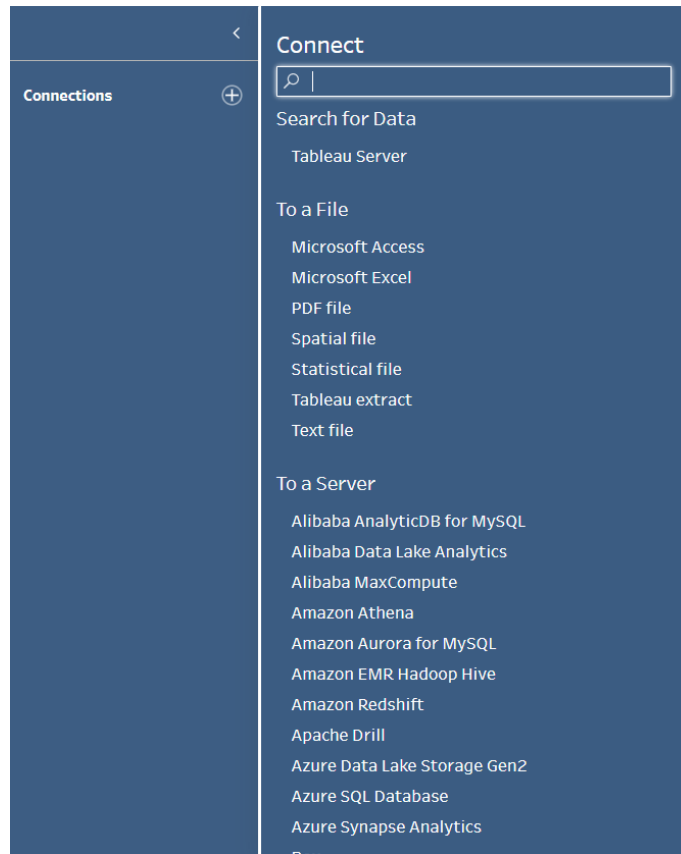 Connections
Connect
Search for Data
Tableau Server
To a File
Microsoft Access
Microsoft Excel
PDF file
Spatial file
Statistical file
Tableau extract
Text file
To a Server
Alibaba AnalyticDB for MySQL
Alibaba Data Lake Analytics
Alibaba MaxCompute
Amazon Athena
Amazon Aurora for MySQL
Amazon EMR Hadoop Hive
Amazon Redshift
Apache Drill
Azure Data Lake Storage Gen2
Azure SQL Database
Azure Synapse Analytics